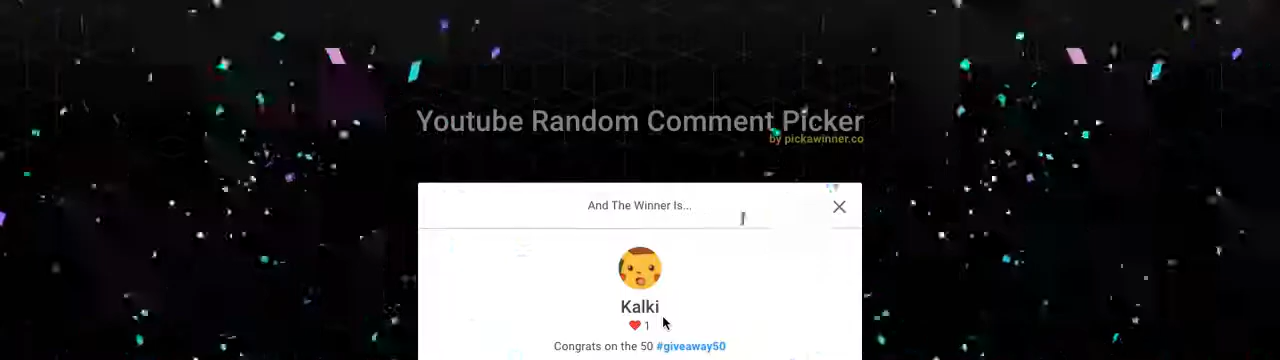 Youtube Random Comment Picker
by pickawinner.co
And The Winner Is...
Kalki
1
Congrats on the 50 #giveaway50